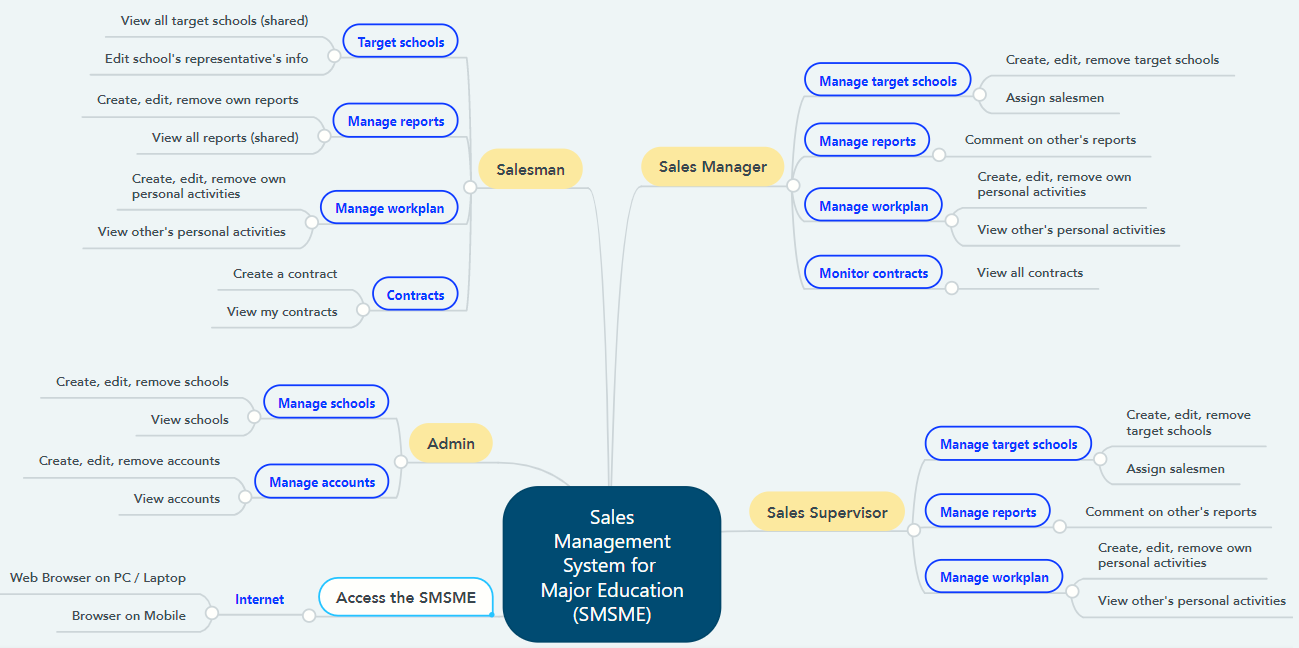 View all target schools (shared)
Target schools
Edit school's representative's info
Create, edit, remove own reports
Manage reports
View all reports (shared)
Salesman
Create, edit, remove own
personal activities
Manage workplan
View other's personal activities
Create a contract
Contracts
View my contracts
Create, edit, remove target schools
Manage target schools
Assign salesmen
Manage reports
Comment on other's reports
Sales Manager
Create, edit, remove own
personal activities
Manage workplan
View other's personal activities
Monitor contracts
View all contracts
Create, edit, remove schools
Manage schools
View schools
Admin
Create, edit, remove accounts
Manage accounts
View accounts
Create, edit, remove
target schools
Manage target schools
Assign salesmen
Sales Supervisor
Manage reports
Comment on other's reports
Create, edit, remove own
personal activities
Manage workplan
View other's personal activities
Sales
Management
System for
Major Education
(SMSME)
Web Browser on PC / Laptop
Internet
Access the SMSME
Browser on Mobile